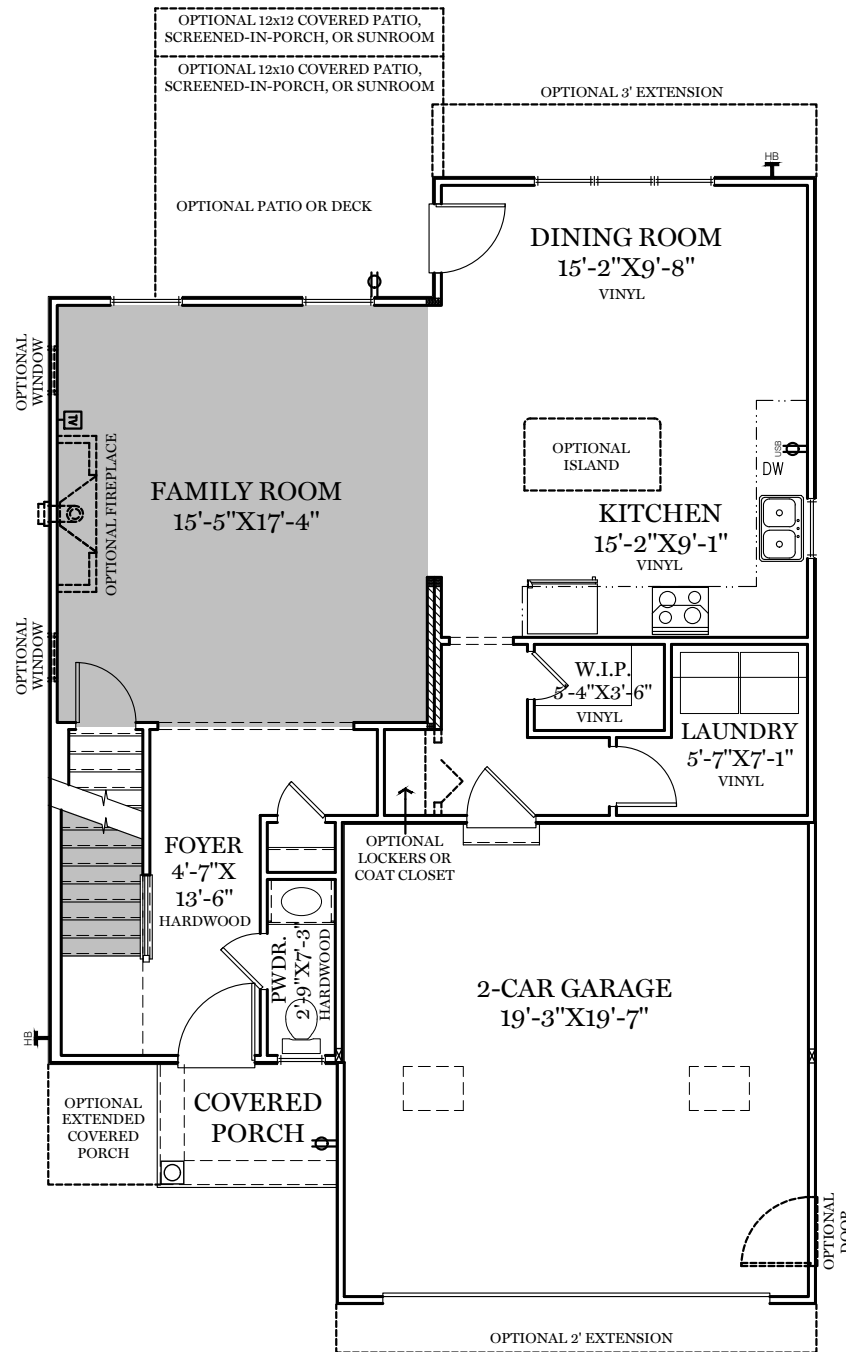 OPTIONAL 12x12 COVERED PATIO,
SCREENED-IN-PORCH, OR SUNROOM
OPTIONAL 12x10 COVERED PATIO,
SCREENED-IN-PORCH, OR SUNROOM
OPTIONAL 3' EXTENSION
HB
OPTIONAL PATIO OR DECK
DINING ROOM
15'-2"X9'-8"
VINYL
OPTIONAL
WINDOW
TV
OPTIONAL FIREPLACE
FAMILY ROOM
15'-5"X17'-4"
OPTIONAL
ISLAND
USB
DW
KITCHEN
15'-2"X9'-1"
VINYL
OPTIONAL
WINDOW
W.I.P.
5'-4"X3'-6"
VINYL
LAUNDRY
5'-7"X7'-1"
VINYL
FOYER
4'-7"X
13'-6"
HARDWOOD
OPTIONAL
LOCKERS OR
COAT CLOSET
PWDR.
2'-9"X7'-3"
HARDWOOD
2-CAR GARAGE
19'-3"X19'-7"
HB
OPTIONAL
EXTENDED
COVERED
PORCH
COVERED
PORCH
OPTIONAL
DOOR
OPTIONAL 2' EXTENSION